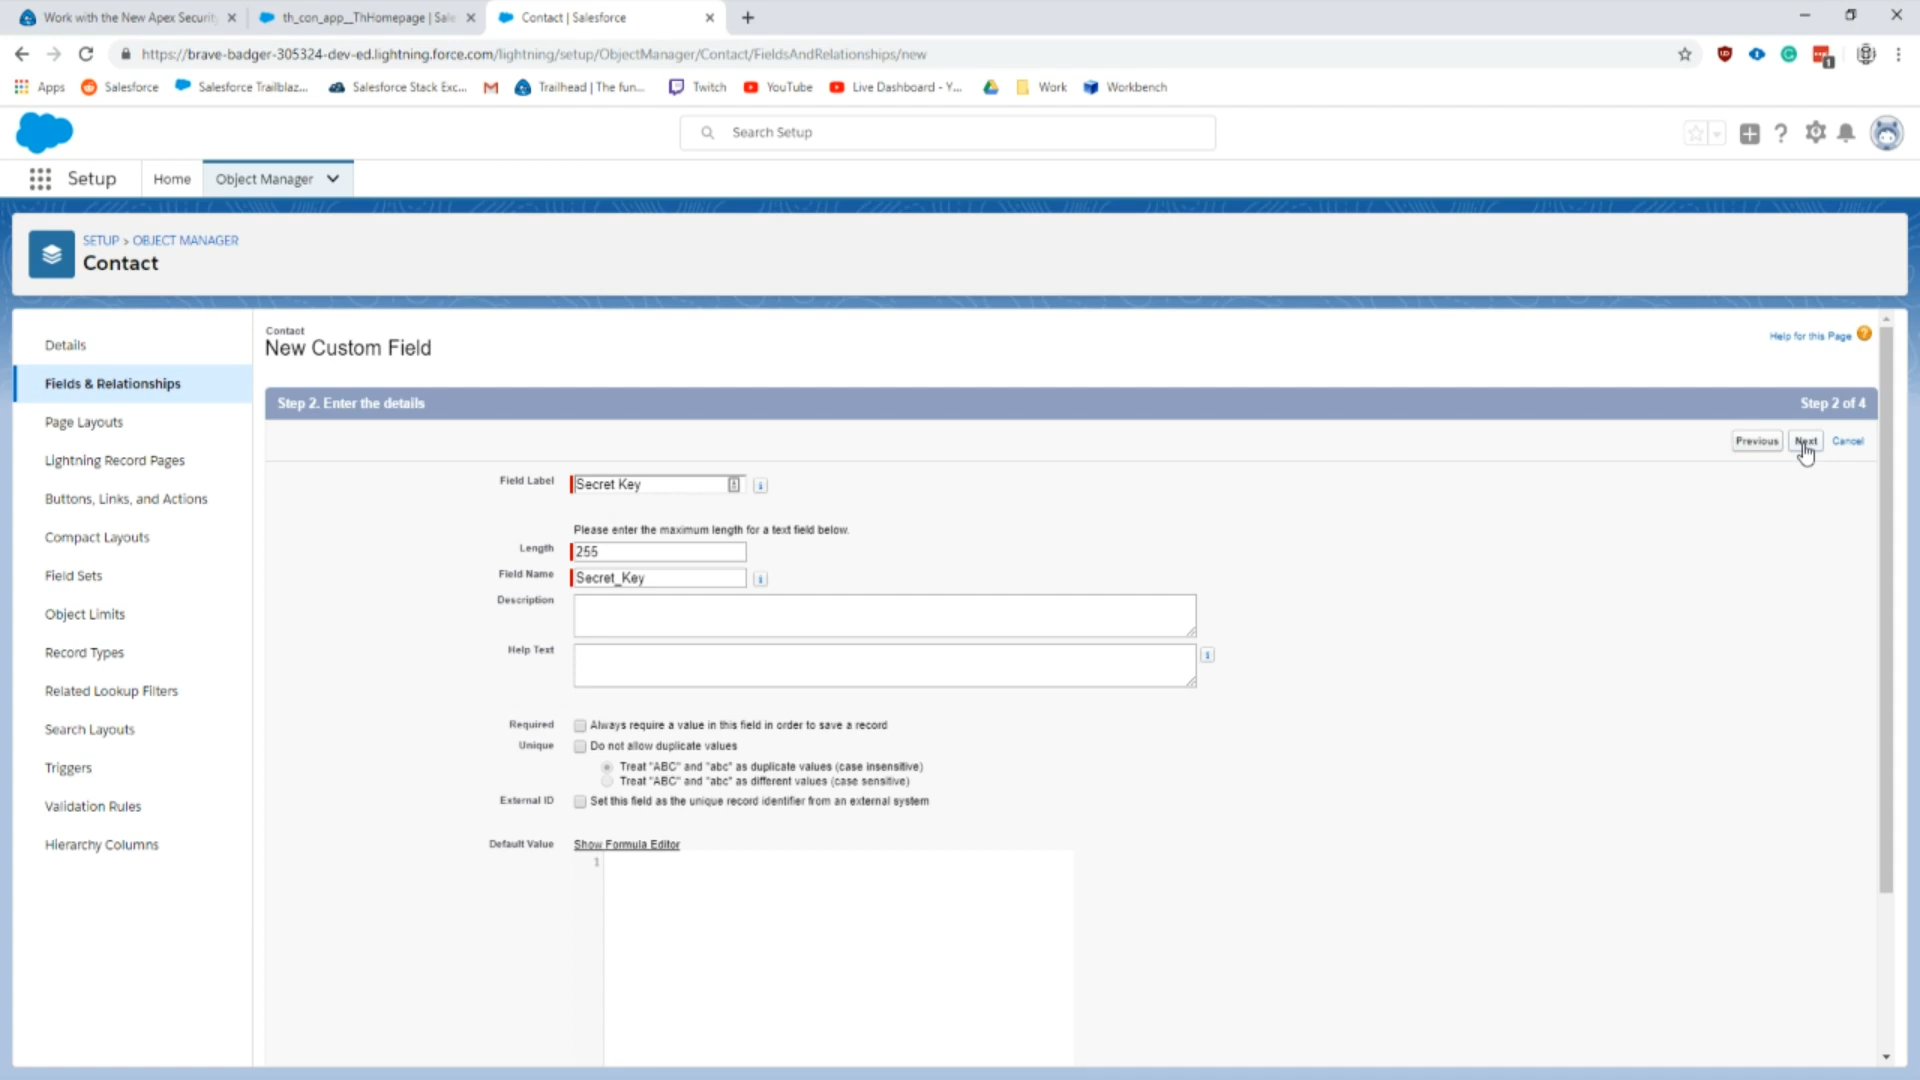 Work with the New Apex Securit
th_con_app__ThHomepage | Sale
Contact | Salesforce
https://brave-badger-305324-dev-ed.lightning.force.com/lightning/setup/ObjectManager/Contact/FieldsAndRelationships/new
Apps
Salesforce
Salesforce Trailblaz...
Salesforce Stack Exc...
Trailhead | The fun...
Twitch
YouTube
Live Dashboard - Y...
Work
Workbench
Search Setup
Setup
Home
Object Manager
SETUP > OBJECT MANAGER
Contact
Details
Fields & Relationships
Page Layouts
Lightning Record Pages
Buttons, Links, and Actions
Compact Layouts
Field Sets
Object Limits
Record Types
Related Lookup Filters
Search Layouts
Triggers
Validation Rules
Hierarchy Columns
Contact
New Custom Field
Help for this Page
Step 2. Enter the details
Step 2 of 4
Previous
Next
Cancel
Field Label
Secret Key
Please enter the maximum length for a text field below.
Length
255
Field Name
Secret_Key
Description
Help Text
Required
Always require a value in this field in order to save a record
Unique
Do not allow duplicate values
Treat "ABC" and "abc" as duplicate values (case insensitive)
Treat "ABC" and "abc" as different values (case sensitive)
External ID
Set this field as the unique record identifier from an external system
Default Value
Show Formula Editor
1